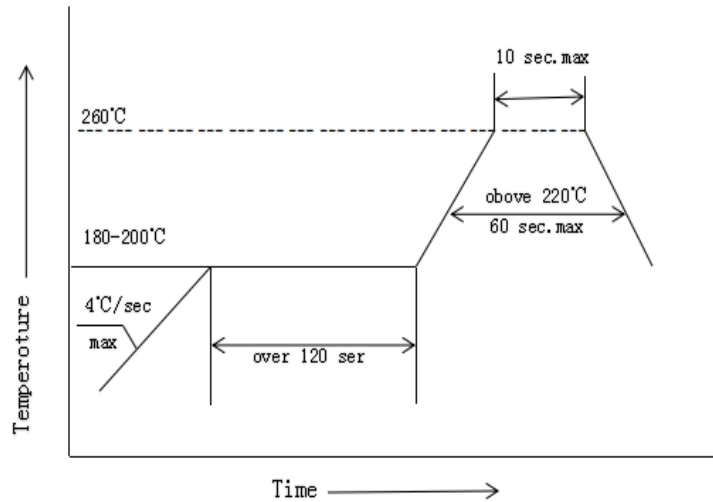 10 sec.max
260℃
obove 220℃
60 sec.max
180-200℃
4℃/sec
max
over 120 ser
Temperoture
Time